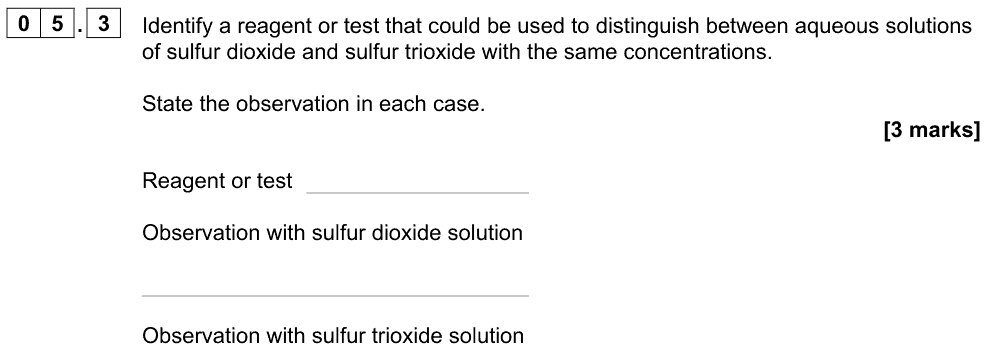 05.3 Identify a reagent or test that could be used to distinguish between aqueous solutions
of sulfur dioxide and sulfur trioxide with the same concentrations.
State the observation in each case.
[3 marks]
Reagent or test
Observation with sulfur dioxide solution
Observation with sulfur trioxide solution